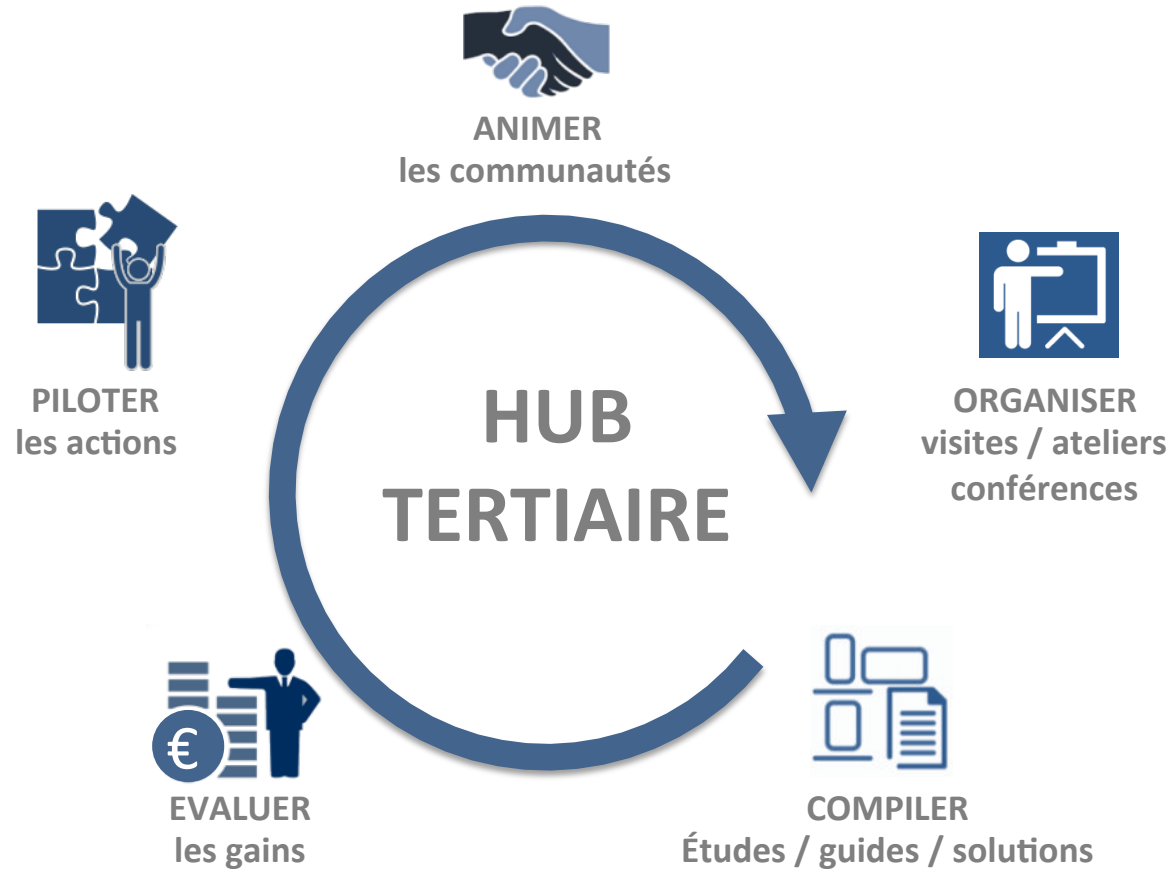 ANIMER
les communautés
PILOTER
les actions
ORGANISER
visites / ateliers
conférences
HUB
TERTIAIRE
€
EVALUER
les gains
COMPILER
Études / guides / solutions